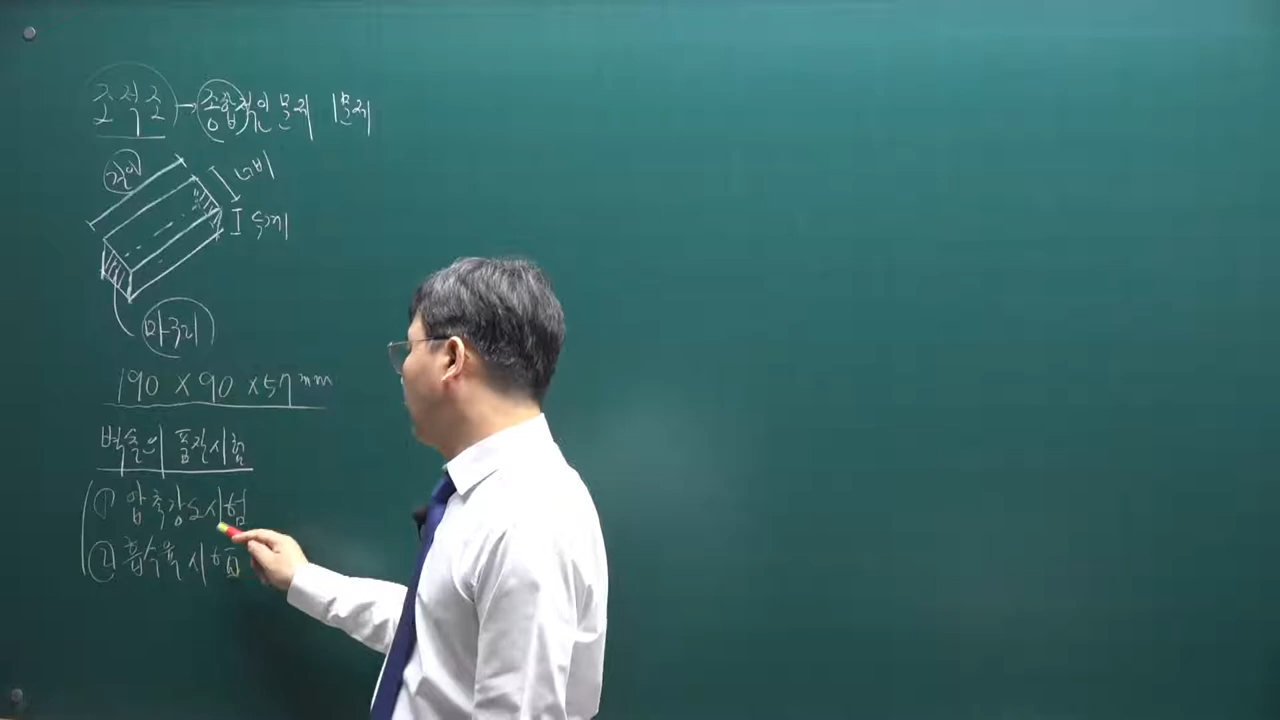 조적조 → 종합적인 문제 1문제
길이
너비
두께
마구리
190 × 90 × 57 mm
벽돌의 품질시험
① 압축강도시험
② 흡수율 시험